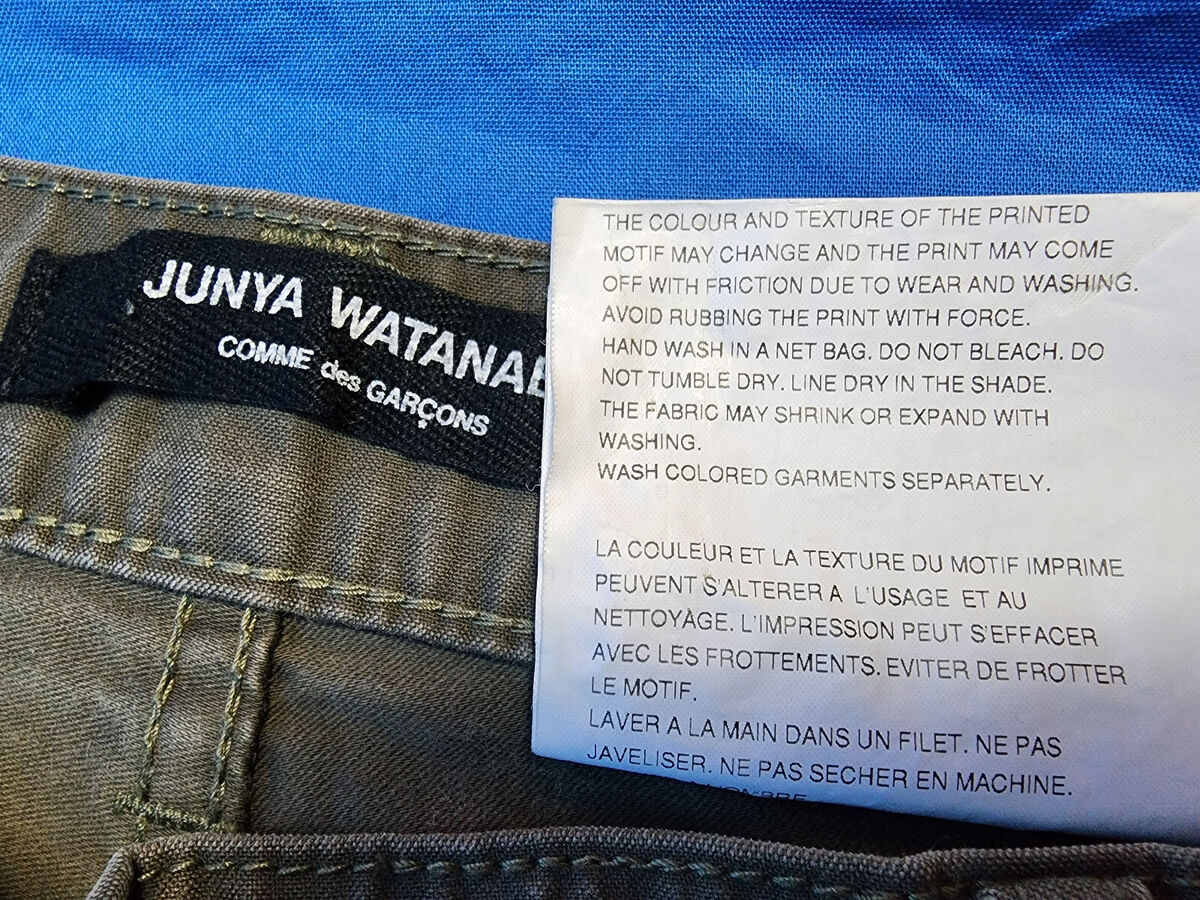 JUNYA WATANAB
COMME des GARÇONS
THE COLOUR AND TEXTURE OF THE PRINTED
MOTIF MAY CHANGE AND THE PRINT MAY COME
OFF WITH FRICTION DUE TO WEAR AND WASHING.
AVOID RUBBING THE PRINT WITH FORCE.
HAND WASH IN A NET BAG. DO NOT BLEACH. DO
NOT TUMBLE DRY. LINE DRY IN THE SHADE.
THE FABRIC MAY SHRINK OR EXPAND WITH
WASHING.
WASH COLORED GARMENTS SEPARATELY.
LA COULEUR ET LA TEXTURE DU MOTIF IMPRIME
PEUVENT S'ALTERER A L'USAGE ET AU
NETTOYAGE. L'IMPRESSION PEUT S'EFFACER
AVEC LES FROTTEMENTS. EVITER DE FROTTER
LE MOTIF.
LAVER A LA MAIN DANS UN FILET. NE PAS
JAVELISER. NE PAS SECHER EN MACHINE.